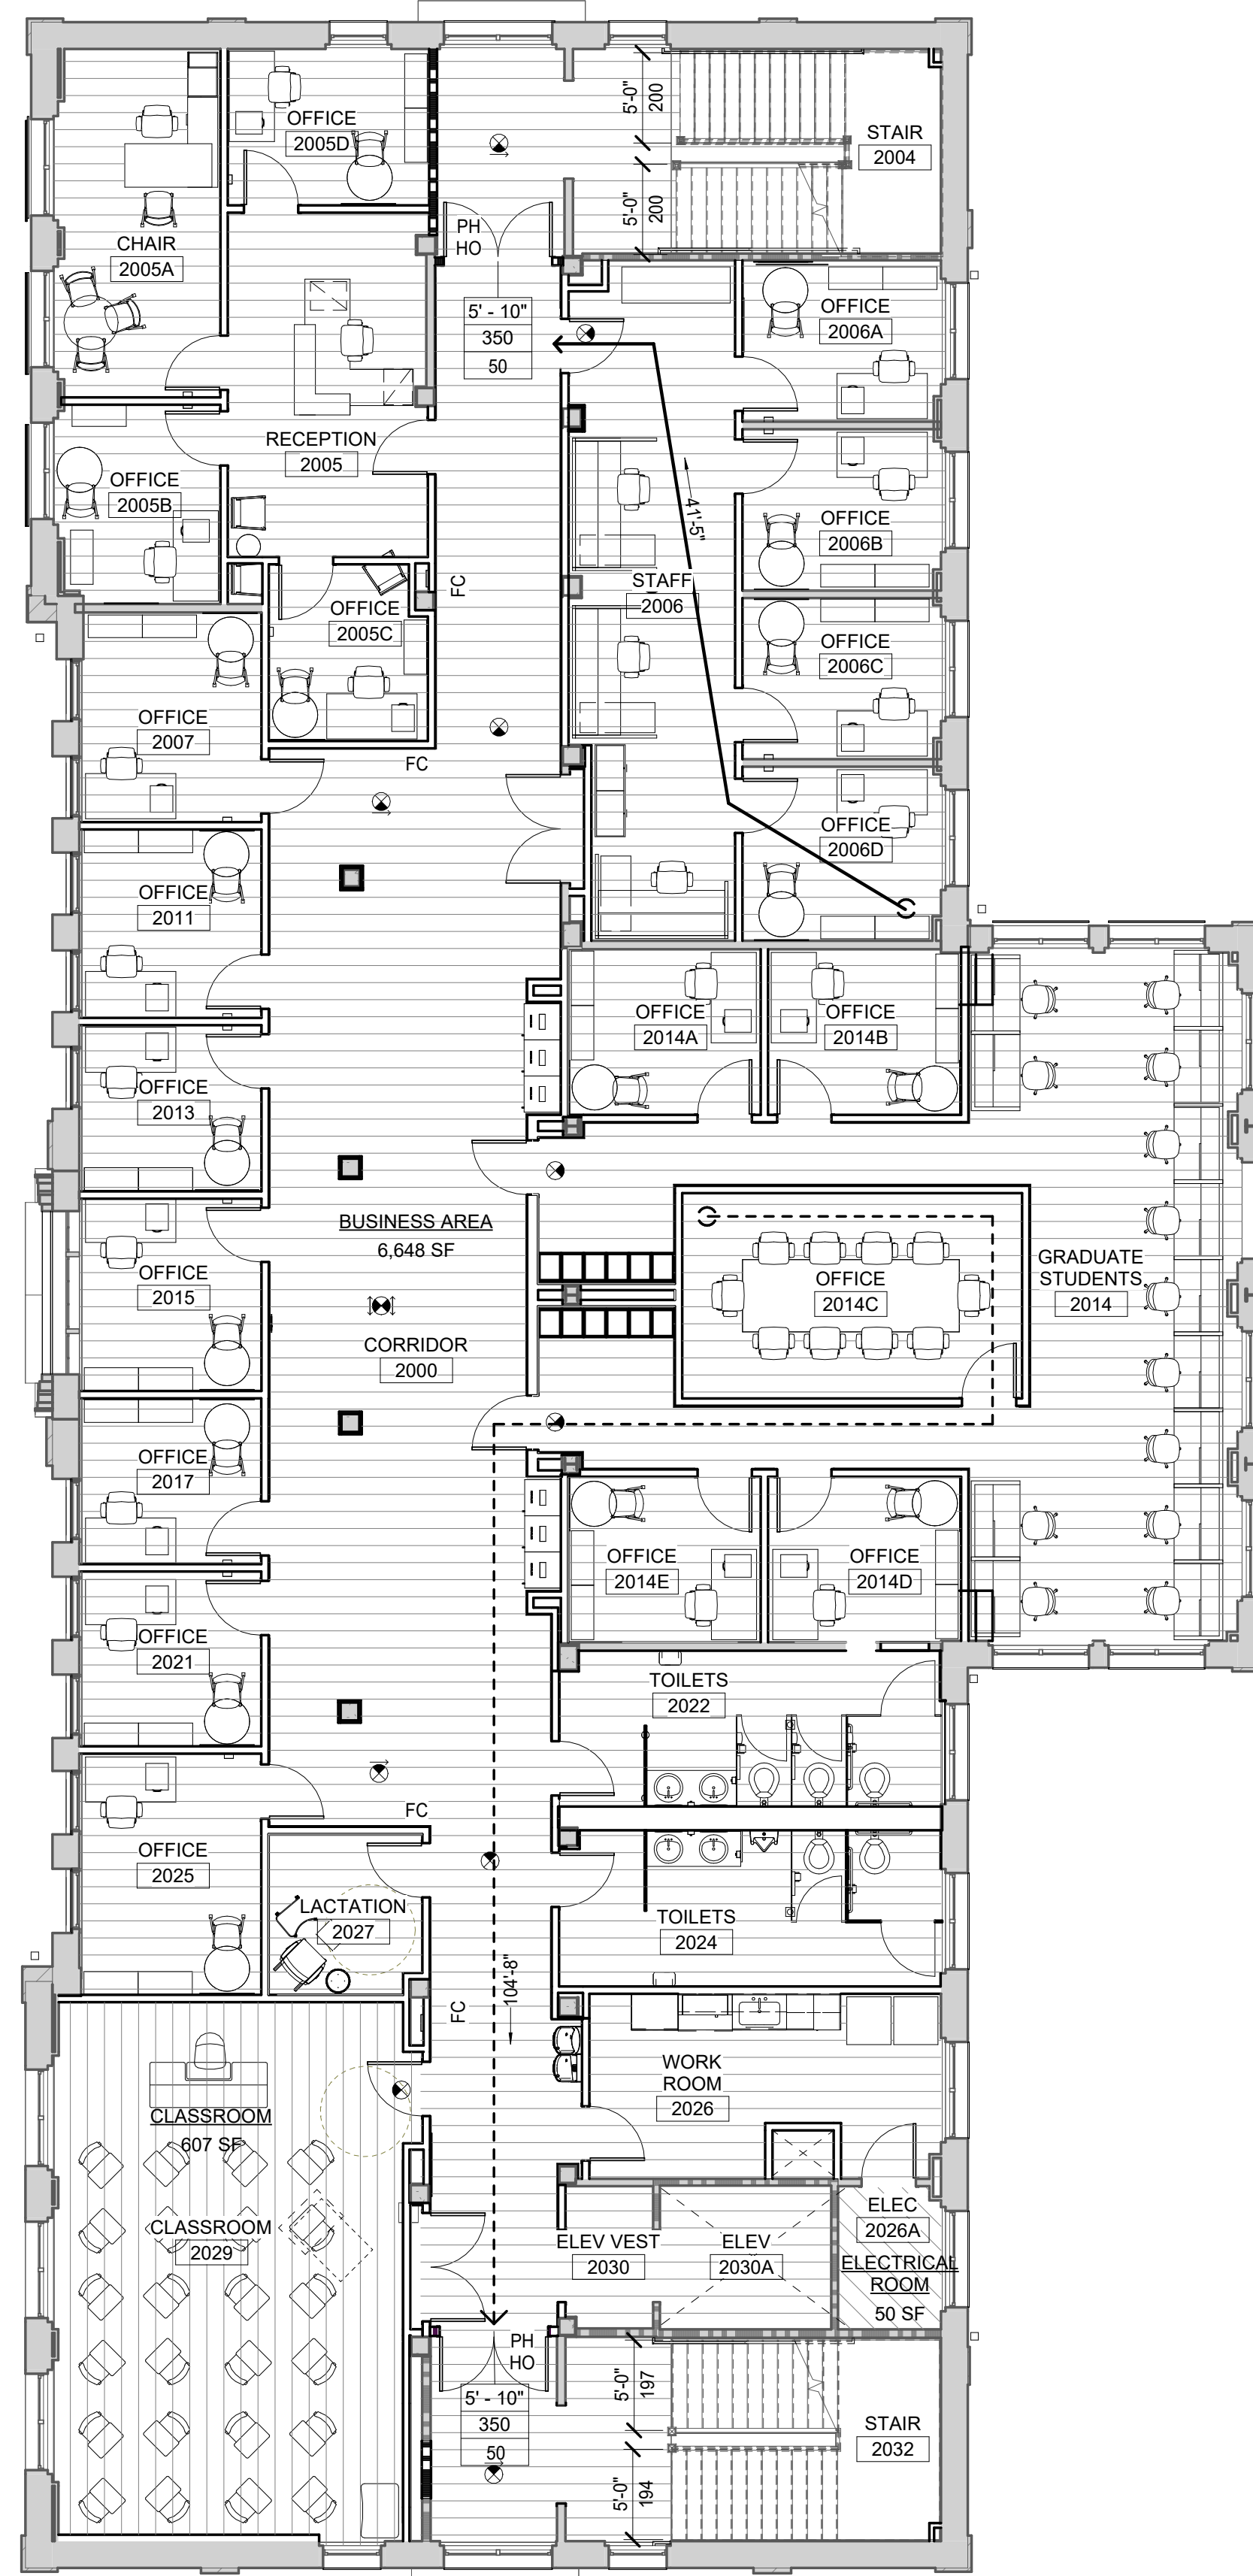 5'-0"
200
OFFICE
2005D
STAIR
2004
5'-0"
200
PH
HO
CHAIR
2005A
5' - 10"
350
50
OFFICE
2006A
RECEPTION
2005
OFFICE
2005B
41'-5"
OFFICE
2006B
STAFF
2006
FC
OFFICE
2005C
OFFICE
2006C
OFFICE
2007
FC
OFFICE
2006D
OFFICE
2011
OFFICE
2014A
OFFICE
2014B
OFFICE
2013
BUSINESS AREA
6,648 SF
OFFICE
2015
OFFICE
2014C
GRADUATE
STUDENTS
2014
CORRIDOR
2000
OFFICE
2017
OFFICE
2014E
OFFICE
2014D
OFFICE
2021
TOILETS
2022
FC
OFFICE
2025
LACTATION
2027
TOILETS
2024
104'-8"
FC
WORK
ROOM
2026
CLASSROOM
607 SF
CLASSROOM
2029
ELEV VEST
2030
ELEV
2030A
ELEC
2026A
ELECTRICAL
ROOM
50 SF
PH
HO
5'-0"
197
5' - 10"
350
50
STAIR
2032
5'-0"
194